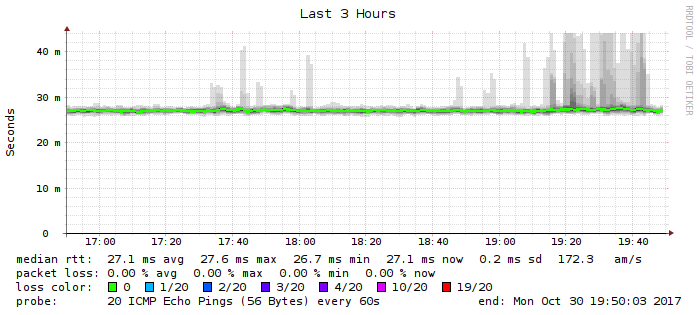 Last 3 Hours
RRDTOOL / TOBI OETIKER
Seconds
40 m
30 m
20 m
10 m
0
17:00 17:20 17:40 18:00 18:20 18:40 19:00 19:20 19:40
median rtt: 27.1 ms avg 27.6 ms max 26.7 ms min 27.1 ms now 0.2 ms sd 172.3 am/s
packet loss: 0.00 % avg 0.00 % max 0.00 % min 0.00 % now
loss color: 0 1/20 2/20 3/20 4/20 10/20 19/20
probe: 20 ICMP Echo Pings (56 Bytes) every 60s end: Mon Oct 30 19:50:03 2017